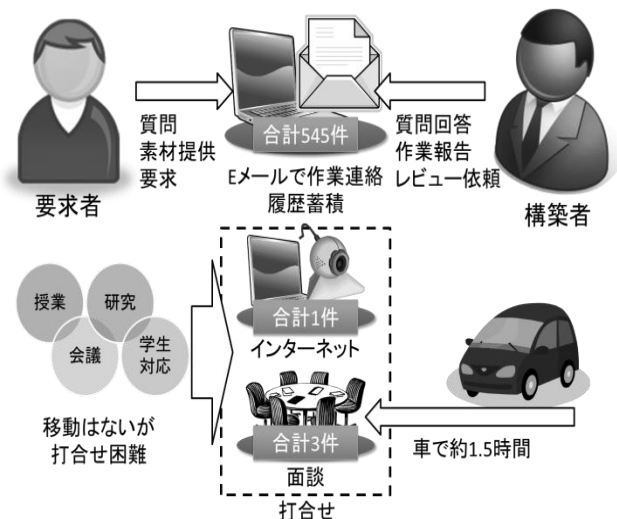 質問
素材提供
要求
合計545件
質問回答
作業報告
レビュー依頼
要求者
Eメールで作業連絡
履歴蓄積
構築者
授業
研究
会議
学生
対応
合計1件
インターネット
移動はないが
打合せ困難
合計3件
面談
車で約1.5時間
打合せ